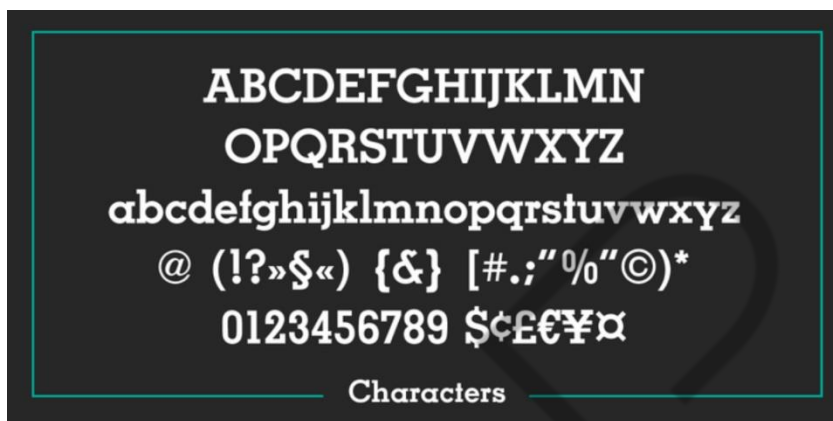 ABCDEFGHIJKLMN
OPQRSTUVWXYZ
abcdefghijklmnopqrstuvwxyz
@ (!?»§«) {&} [#.;"%"©)*
0123456789 $¢£€¥¤
Characters